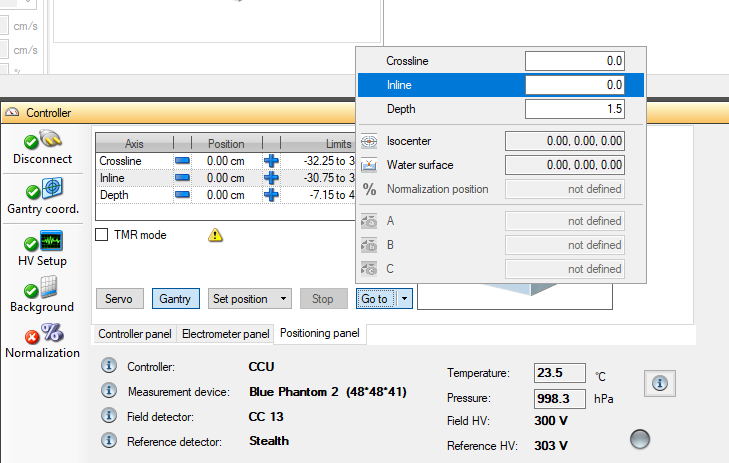 cm/s
cm/s
%
Crossline 0.0
Inline 0.0
Depth 1.5
Isocenter 0.00, 0.00, 0.00
Water surface 0.00, 0.00, 0.00
% Normalization position not defined
A not defined
B not defined
C not defined
Controller
Disconnect
Gantry coord.
HV Setup
Background
Normalization
Axis Position Limits
Crossline 0.00 cm -32.25 to 3
Inline 0.00 cm -30.75 to 3
Depth 0.00 cm -7.15 to 4
TMR mode
Servo Gantry Set position Stop Go to
Controller panel Electrometer panel Positioning panel
Controller: CCU
Measurement device: Blue Phantom 2 (48*48*41)
Field detector: CC 13
Reference detector: Stealth
Temperature: 23.5 °C
Pressure: 998.3 hPa
Field HV: 300 V
Reference HV: 303 V